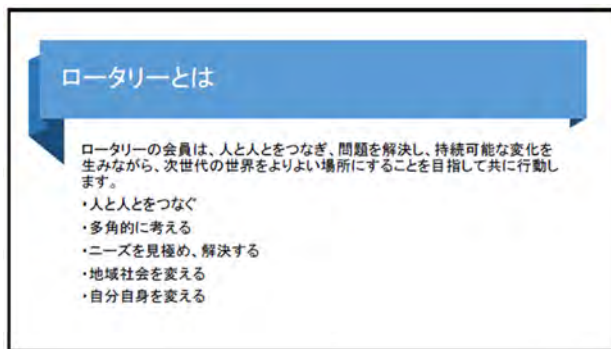 ロータリーとは
ロータリーの会員は、人と人とをつなぎ、問題を解決し、持続可能な変化を
生みながら、次世代の世界をよりよい場所にすることを目指して共に行動し
ます。
・人と人とをつなぐ
・多角的に考える
・ニーズを見極め、解決する
・地域社会を変える
・自分自身を変える